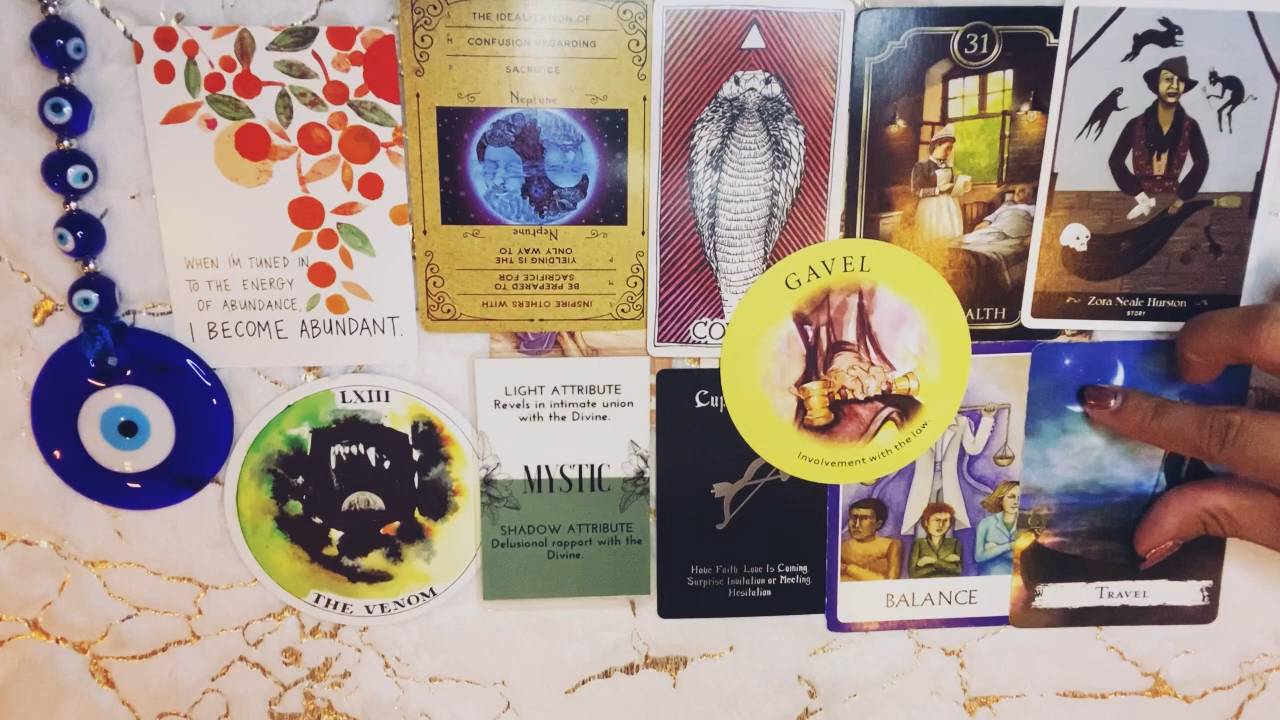 WHEN I'M TUNED IN
TO THE ENERGY
OF ABUNDANCE,
I BECOME ABUNDANT.
THE IDEALIZATION OF
CONFUSION REGARDING
SACRIFICE
Neptune
Neptune
INSPIRE OTHERS WITH
BE PREPARED TO
SACRIFICE FOR
YIELDING IS THE
ONLY WAY TO
31
ALTH
Zora Neale Hurston
STORY
GAVEL
Involvement with the law.
LXIII
THE VENOM
LIGHT ATTRIBUTE
Revels in intimate union
with the Divine.
MYSTIC
SHADOW ATTRIBUTE
Delusional rapport with the
Divine.
Cup
Have Faith. Love Is Coming.
Surprise Invitation or Meeting.
Hesitation
BALANCE
TRAVEL